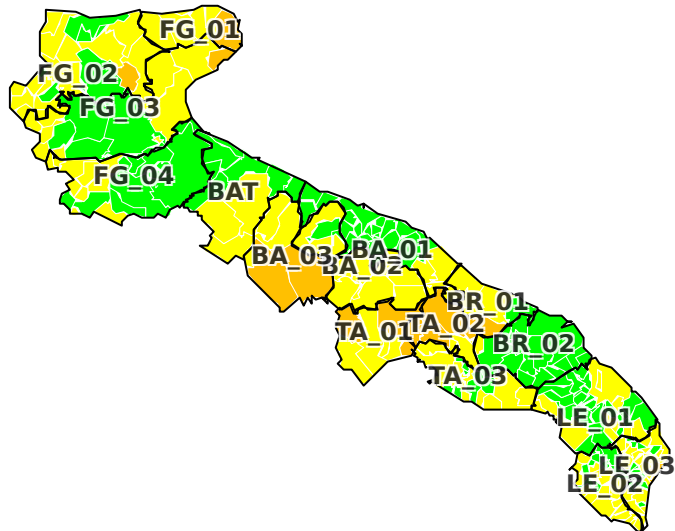 FG_01
FG_02
FG_03
FG_04
BAT
BA_01
BA_03
BA_02
BR_01
TA_01
TA_02
BR_02
TA_03
LE_01
LE_03
LE_02